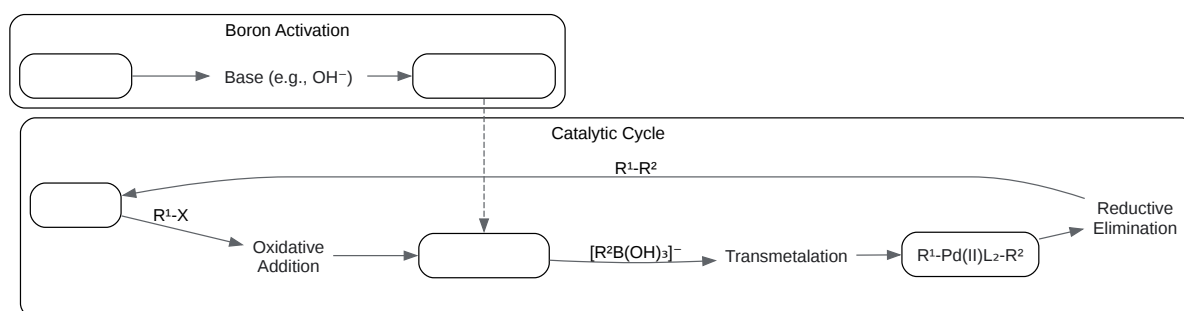 Boron Activation
Base (e.g., OH⁻)
Catalytic Cycle
R¹-R²
R¹-X
Oxidative
Addition
[R²B(OH)₃]⁻
Transmetalation
R¹-Pd(II)L₂-R²
Reductive
Elimination